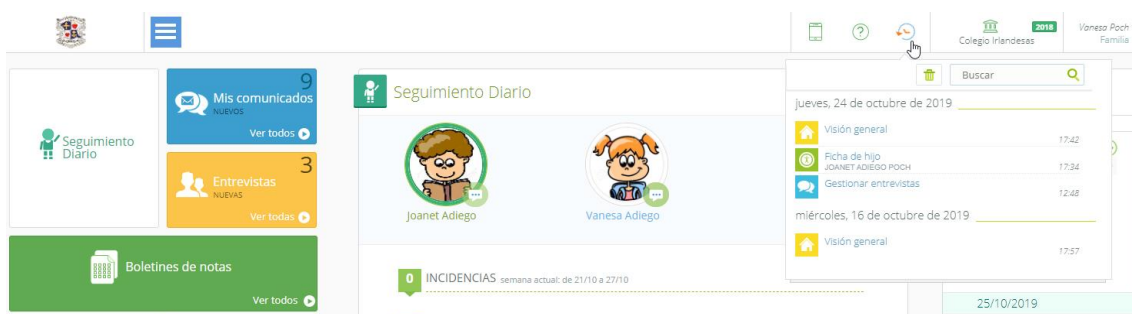 2018
Colegio Irlandesas
Vanesa Poch
Familia
Seguimiento
Diario
9
Mis comunicados
NUEVOS
Ver todos
3
Entrevistas
NUEVAS
Ver todas
Boletines de notas
Ver todos
Seguimiento Diario
Joanet Adiego
Vanesa Adiego
0 INCIDENCIAS semana actual: de 21/10 a 27/10
Buscar
jueves, 24 de octubre de 2019
Visión general
17:42
Ficha de hijo
JOANET ADIEGO POCH
17:34
Gestionar entrevistas
12:48
miércoles, 16 de octubre de 2019
Visión general
17:57
25/10/2019